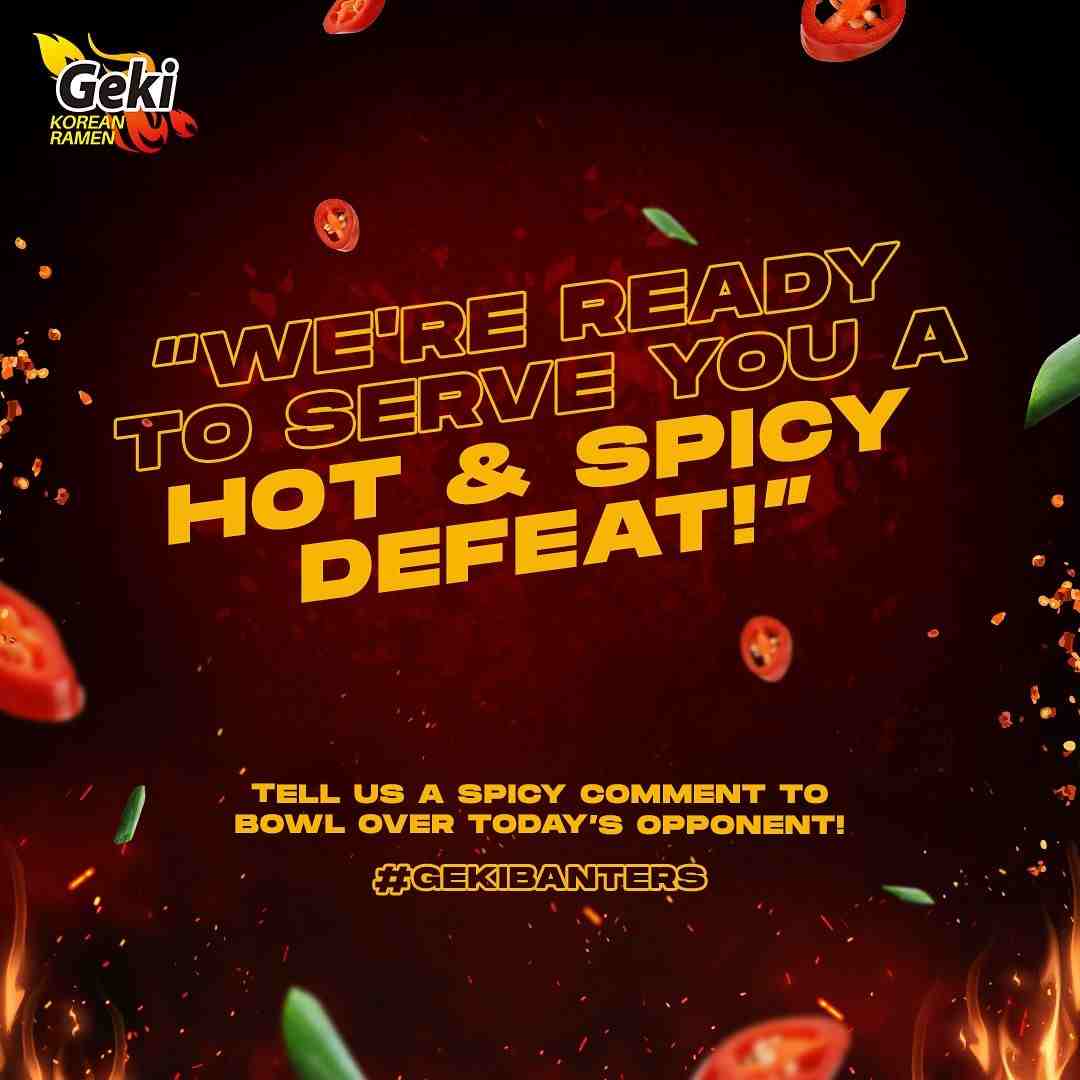 Geki
KOREAN
RAMEN
"WE'RE READY
TO SERVE YOU A
HOT & SPICY
DEFEAT!"
TELL US A SPICY COMMENT TO
BOWL OVER TODAY'S OPPONENT!
#GEKIBANTERS